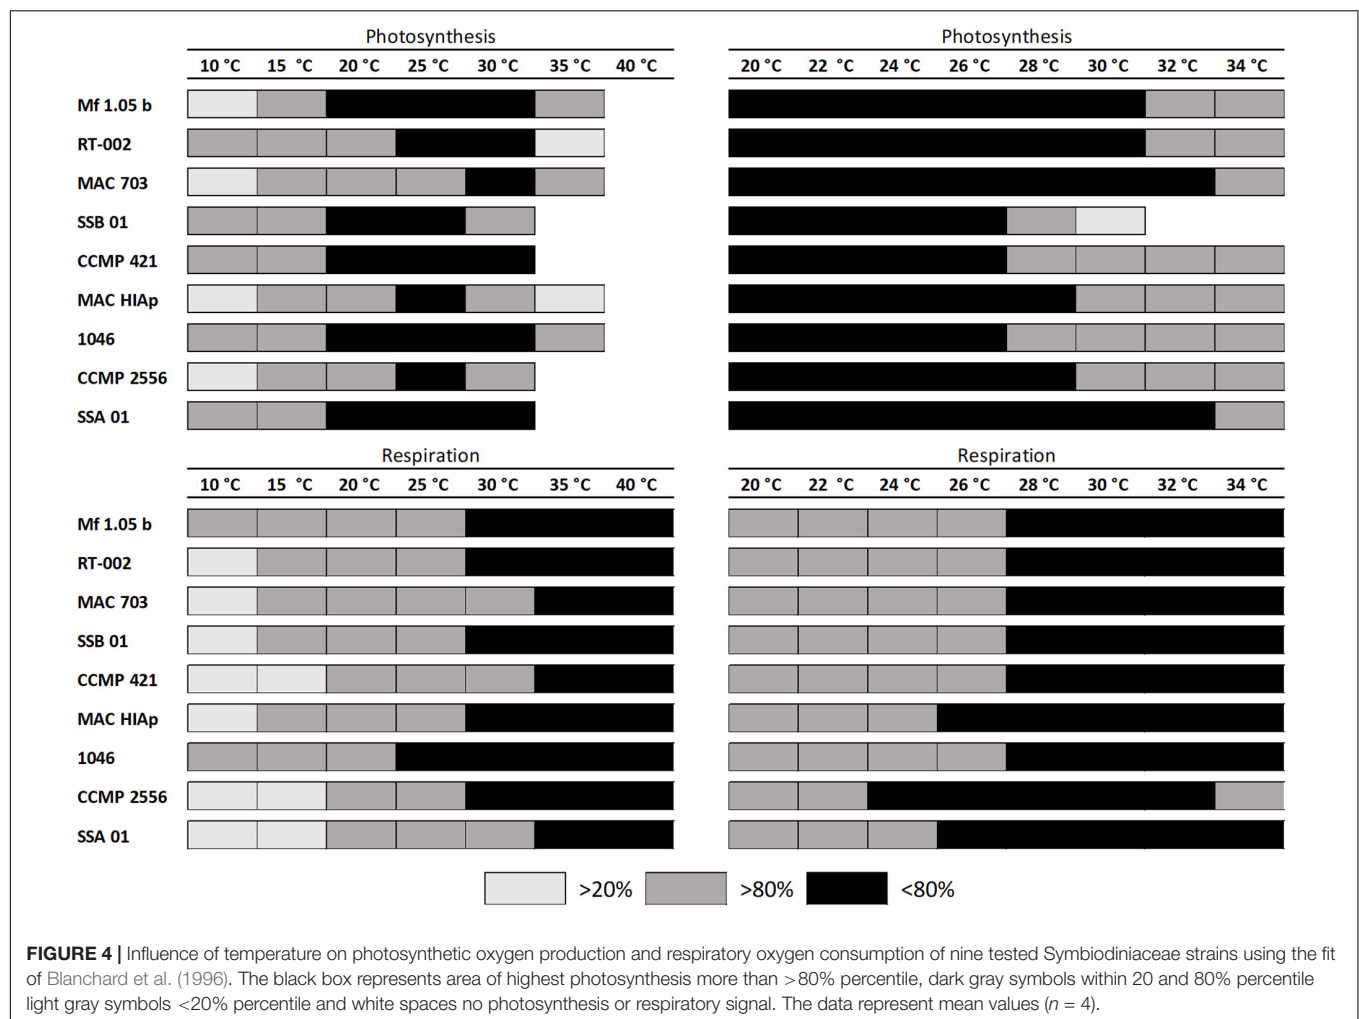 Photosynthesis Photosynthesis
10 °C 15 °C 20 °C 25 °C 30 °C 35 °C 40 °C 20 °C 22 °C 24 °C 26 °C 28 °C 30 °C 32 °C 34 °C
Mf 1.05 b
RT-002
MAC 703
SSB 01
CCMP 421
MAC HIAp
1046
CCMP 2556
SSA 01
Respiration Respiration
10 °C 15 °C 20 °C 25 °C 30 °C 35 °C 40 °C 20 °C 22 °C 24 °C 26 °C 28 °C 30 °C 32 °C 34 °C
Mf 1.05 b
RT-002
MAC 703
SSB 01
CCMP 421
MAC HIAp
1046
CCMP 2556
SSA 01
>20% >80% <80%
FIGURE 4 | Influence of temperature on photosynthetic oxygen production and respiratory oxygen consumption of nine tested Symbiodiniaceae strains using the fit
of Blanchard et al. (1996). The black box represents area of highest photosynthesis more than >80% percentile, dark gray symbols within 20 and 80% percentile
light gray symbols <20% percentile and white spaces no photosynthesis or respiratory signal. The data represent mean values (n = 4).